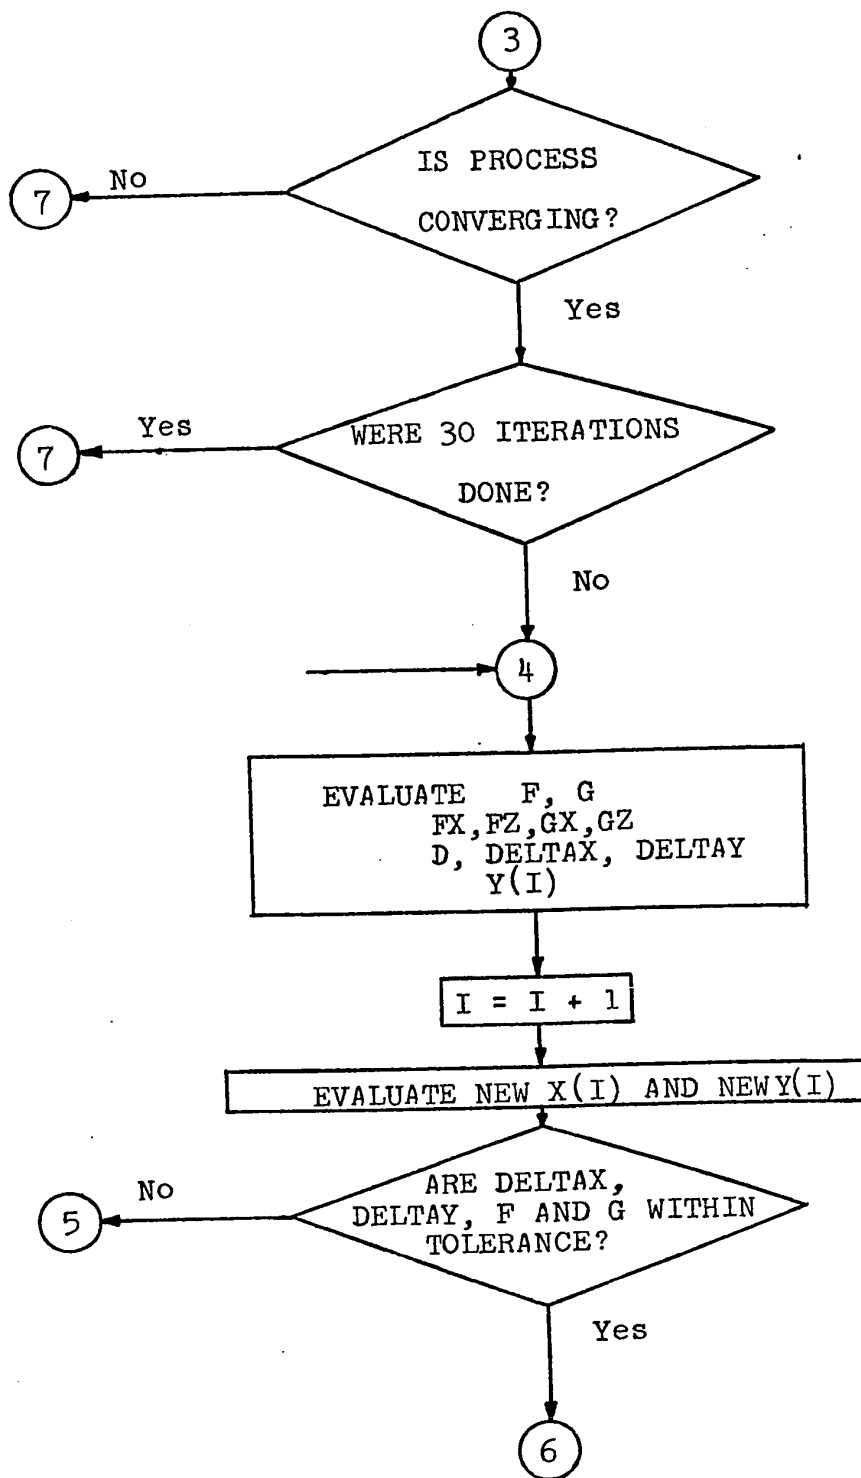 3
IS PROCESS
CONVERGING?
No
7
Yes
WERE 30 ITERATIONS
DONE?
Yes
7
No
4
EVALUATE F, G
FX,FZ,GX,GZ
D, DELTAX, DELTAY
Y(I)
I = I + 1
EVALUATE NEW X(I) AND NEWY(I)
ARE DELTAX,
DELTAY, F AND G WITHIN
TOLERANCE?
No
5
Yes
6